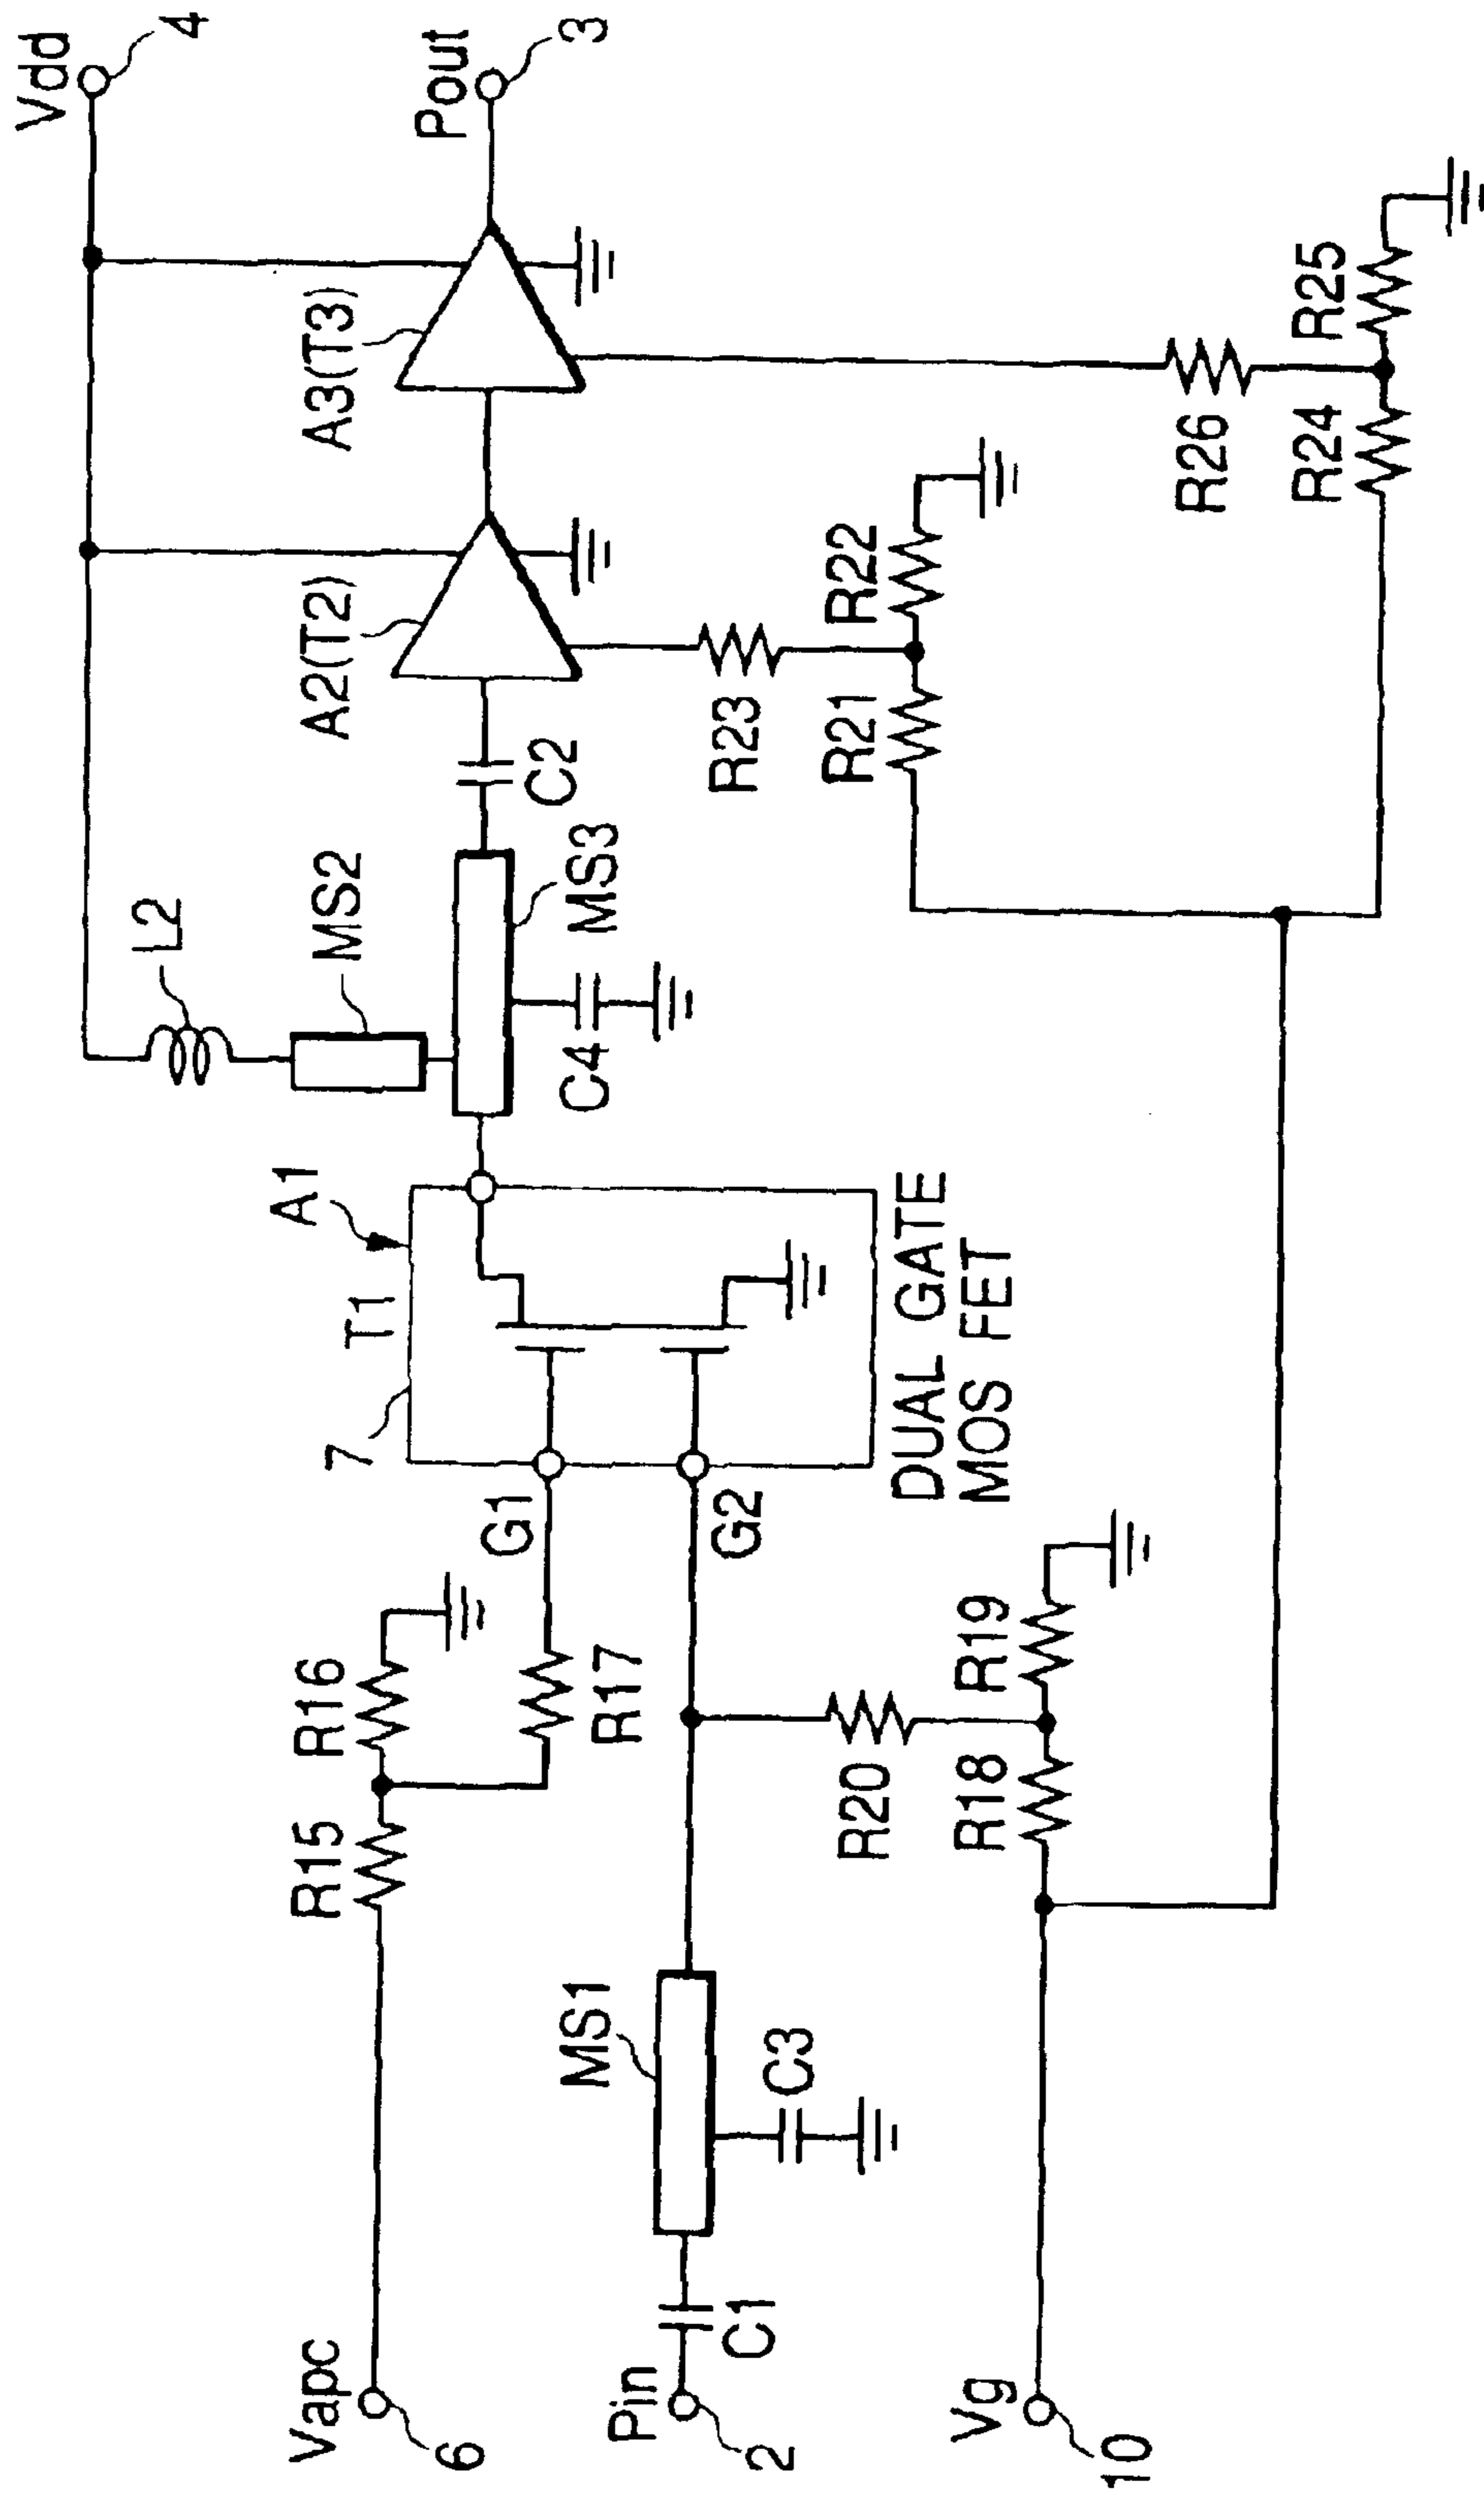 Vdd
4
L2
MS2
A2(T2)
A3(T3)
Pout
3
A1
T1
7
Vapc
6
R15
R16
G1
R17
MS3
C2
C4
Pin
2
C1
MS1
C3
G2
R20
R23
DUAL GATE
MOS FET
R21
R22
Vg
10
R18
R19
R26
R24
R25